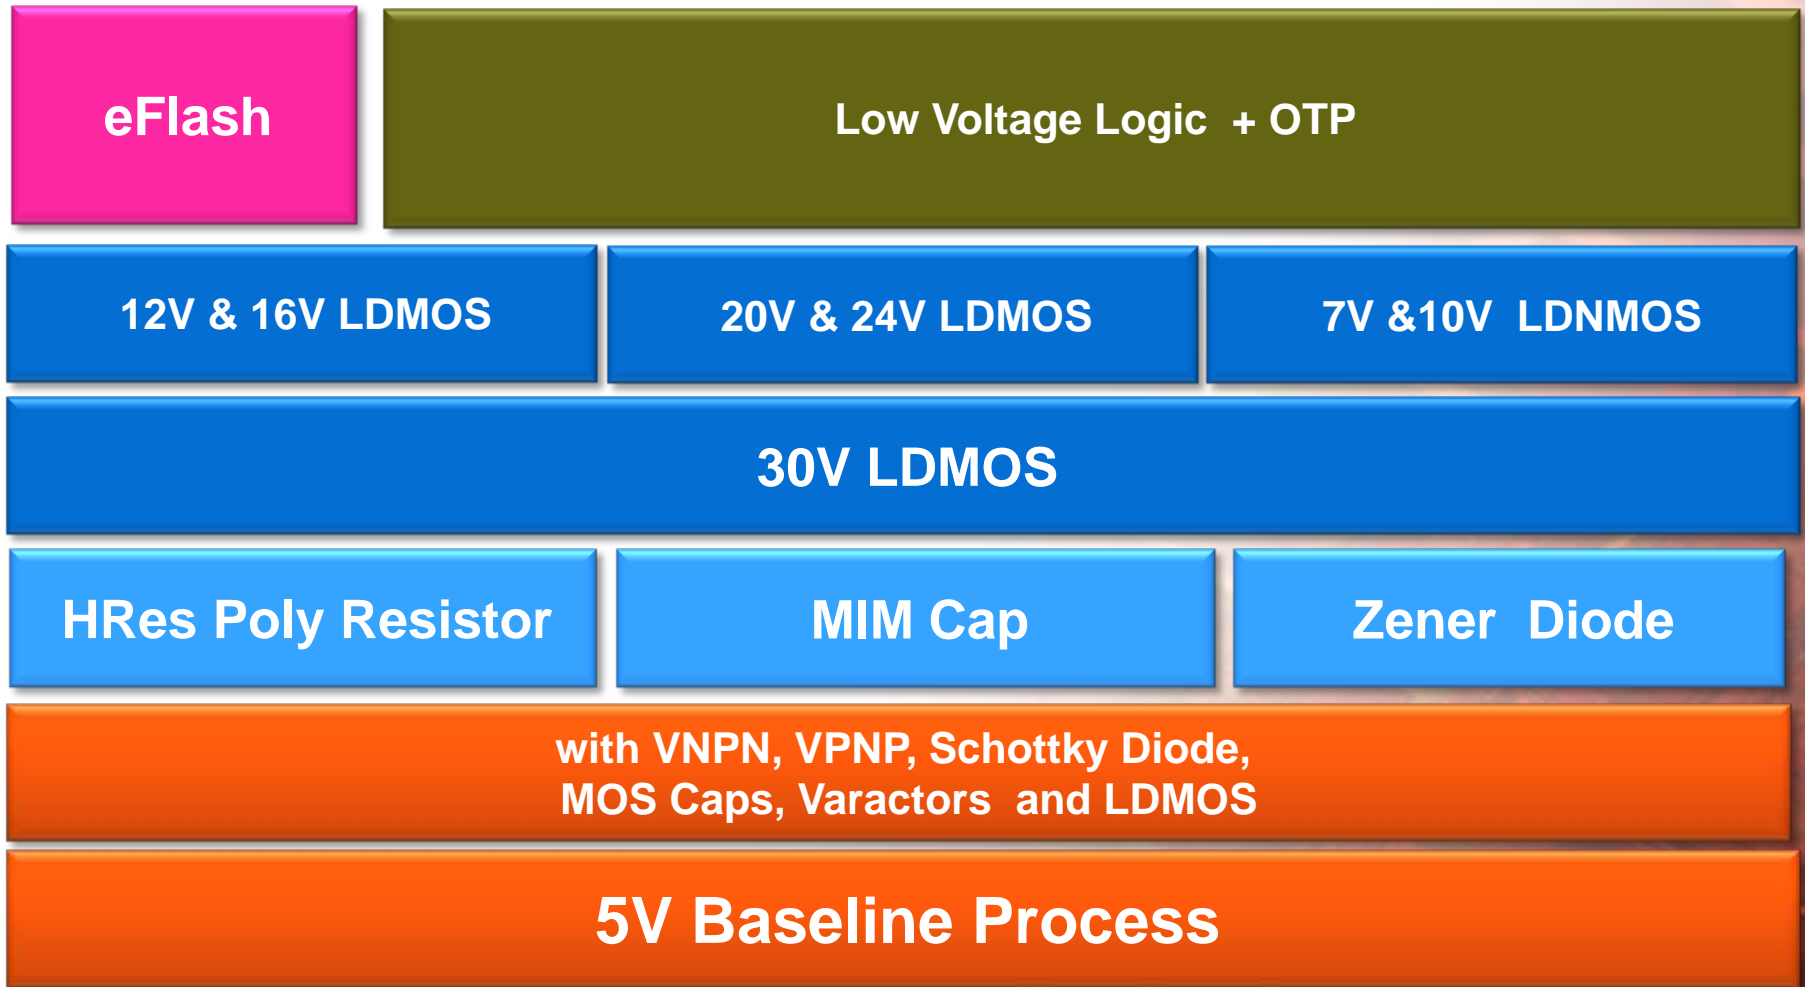 eFlash
Low Voltage Logic + OTP
12V & 16V LDMOS
20V & 24V LDMOS
7V &10V LDNMOS
30V LDMOS
HRes Poly Resistor
MIM Cap
Zener Diode
with VNPN, VPNP, Schottky Diode,
MOS Caps, Varactors and LDMOS
5V Baseline Process